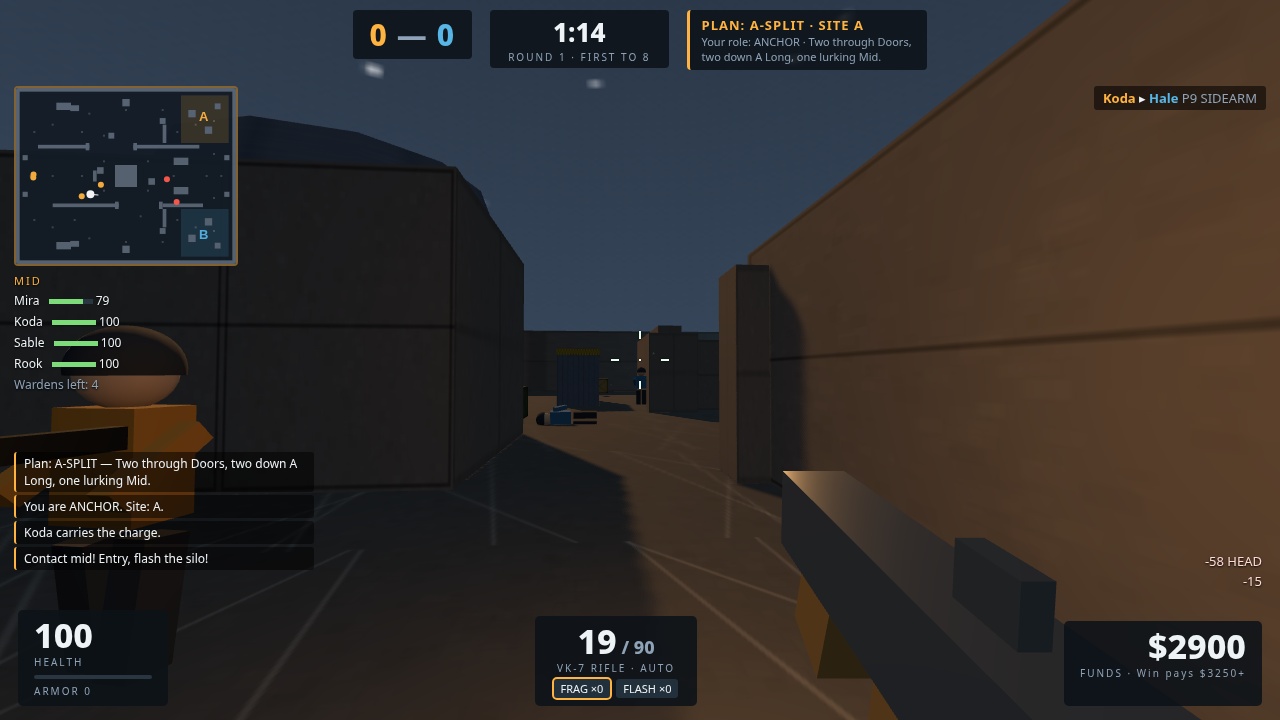 0 — 0
1:14
ROUND 1 · FIRST TO 8
PLAN: A-SPLIT · SITE A
Your role: ANCHOR · Two through Doors,
two down A Long, one lurking Mid.
Koda ▸ Hale P9 SIDEARM
A
B
MID
Mira 79
Koda 100
Sable 100
Rook 100
Wardens left: 4
Plan: A-SPLIT — Two through Doors, two down A
Long, one lurking Mid.
You are ANCHOR. Site: A.
Koda carries the charge.
Contact mid! Entry, flash the silo!
-58 HEAD
-15
100
HEALTH
ARMOR 0
19 / 90
VK-7 RIFLE · AUTO
FRAG ×0 FLASH ×0
$2900
FUNDS · Win pays $3250+